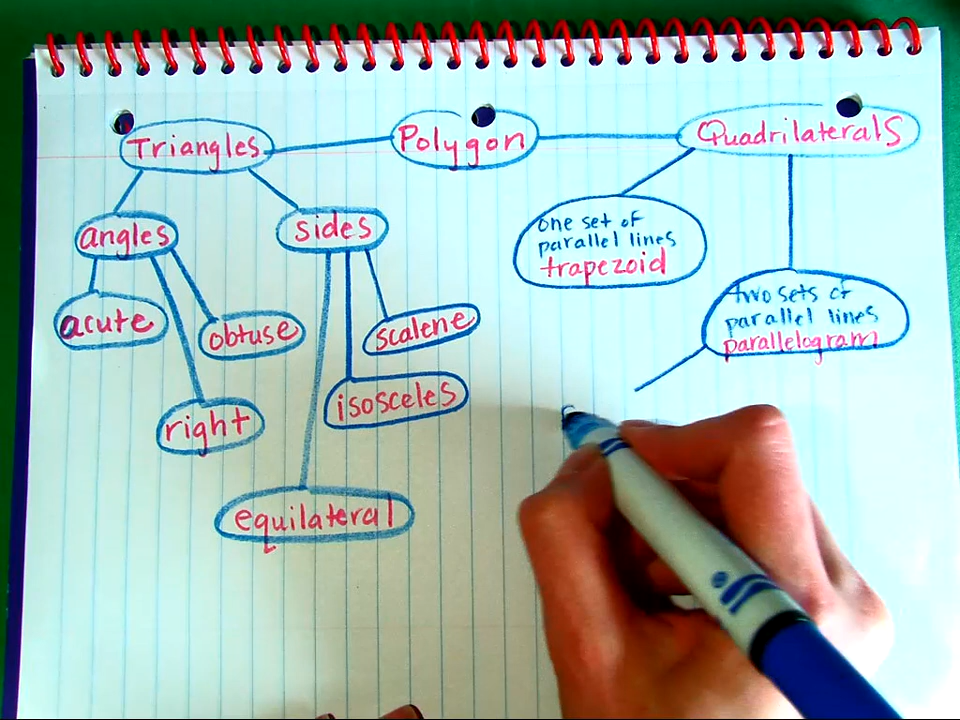 Triangles
Polygon
Quadrilaterals
angles
sides
one set of
parallel lines
trapezoid
acute
obtuse
right
scalene
isosceles
equilateral
two sets of
parallel lines
parallelogram